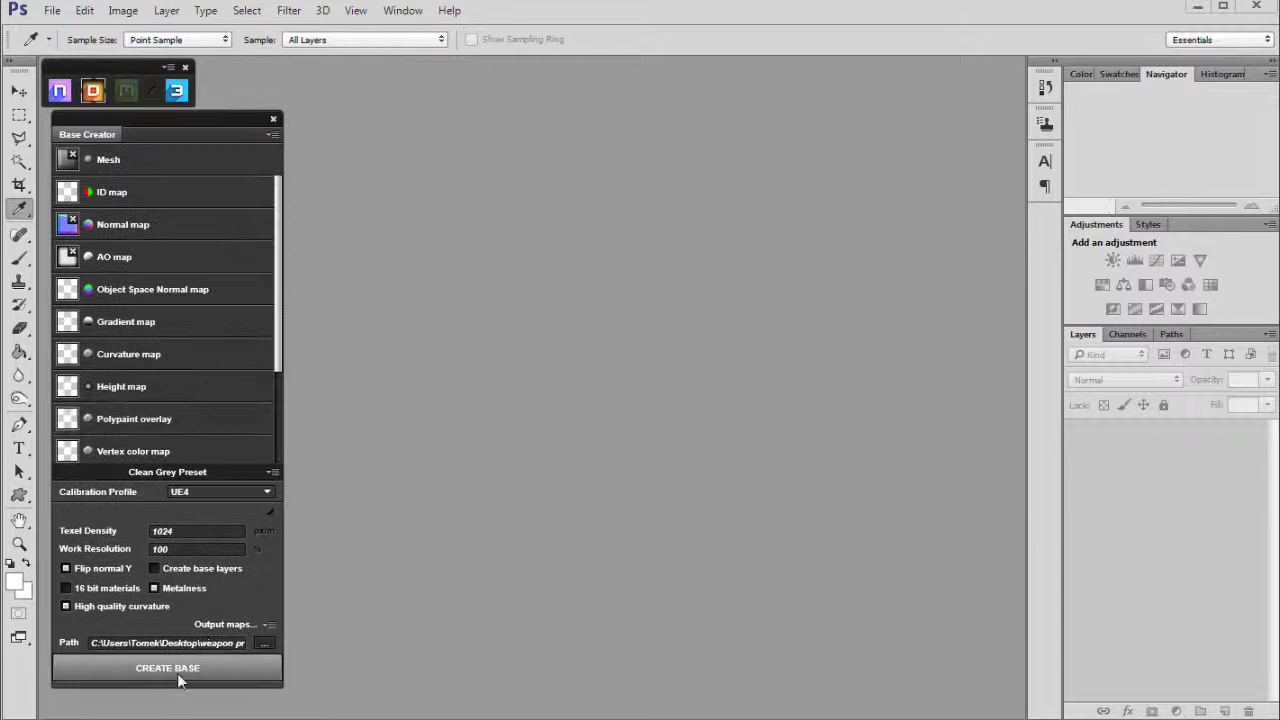 Ps File Edit Image Layer Type Select Filter 3D View Window Help
Sample Size: Point Sample Sample: All Layers Show Sampling Ring Essentials
n D m 3
Color Swatches Navigator Histogram
Base Creator
Mesh
ID map
Normal map
AO map
Object Space Normal map
Gradient map
Curvature map
Height map
Polypaint overlay
Vertex color map
Clean Grey Preset
Calibration Profile UE4
Texel Density 1024 px/m
Work Resolution 100 %
Flip normal Y Create base layers
16 bit materials Metalness
High quality curvature
Output maps...
Path C:\Users\Tomek\Desktop\weapon pr ...
CREATE BASE
Adjustments Styles
Add an adjustment
Layers Channels Paths
Kind
Normal Opacity:
Lock: Fill: